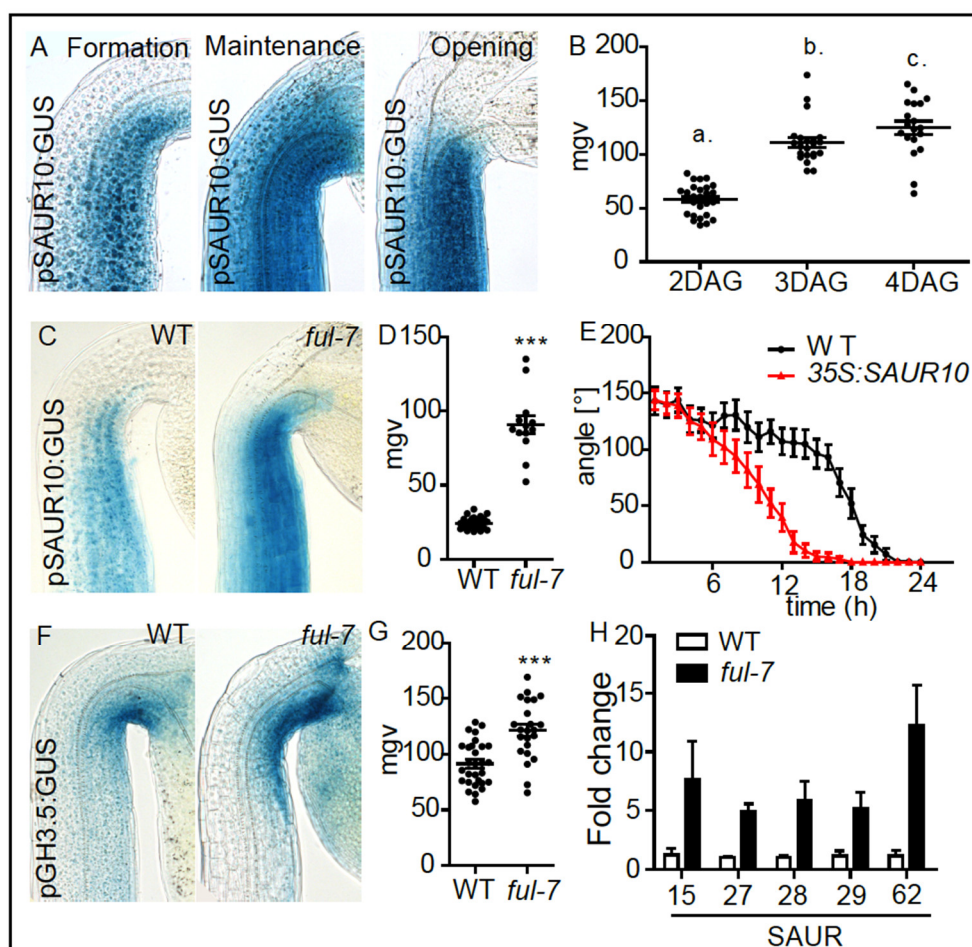 A Formation Maintenance Opening
pSAUR10:GUS
pSAUR10:GUS
pSAUR10:GUS
B
mgv
200
150
100
50
0
a.
b.
c.
2DAG 3DAG 4DAG
C WT ful-7
pSAUR10:GUS
D
mgv
150
100
50
0
***
WT ful-7
E
angle [°]
200
150
100
50
0
W T
35S:SAUR10
6 12 18 24
time (h)
F WT ful-7
pGH3.5:GUS
G
mgv
200
150
100
50
0
***
WT ful-7
H
Fold change
20
15
10
5
0
WT
ful-7
15 27 28 29 62
SAUR